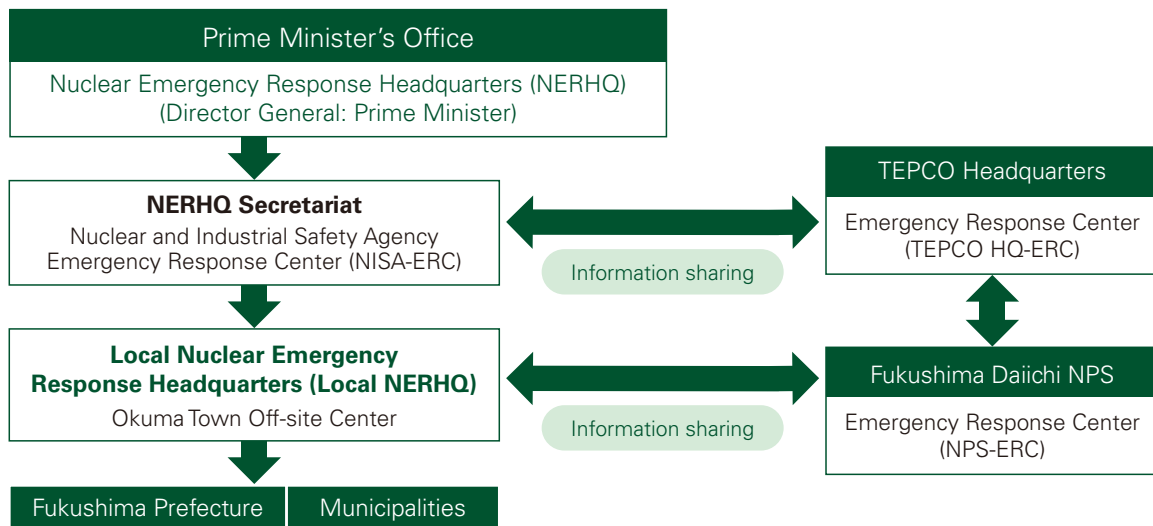 Prime Minister’s Office
Nuclear Emergency Response Headquarters (NERHQ)
(Director General: Prime Minister)
NERHQ Secretariat
Nuclear and Industrial Safety Agency
Emergency Response Center (NISA-ERC)
Information sharing
TEPCO Headquarters
Emergency Response Center
(TEPCO HQ-ERC)
Local Nuclear Emergency
Response Headquarters (Local NERHQ)
Okuma Town Off-site Center
Information sharing
Fukushima Daiichi NPS
Emergency Response Center
(NPS-ERC)
Fukushima Prefecture
Municipalities